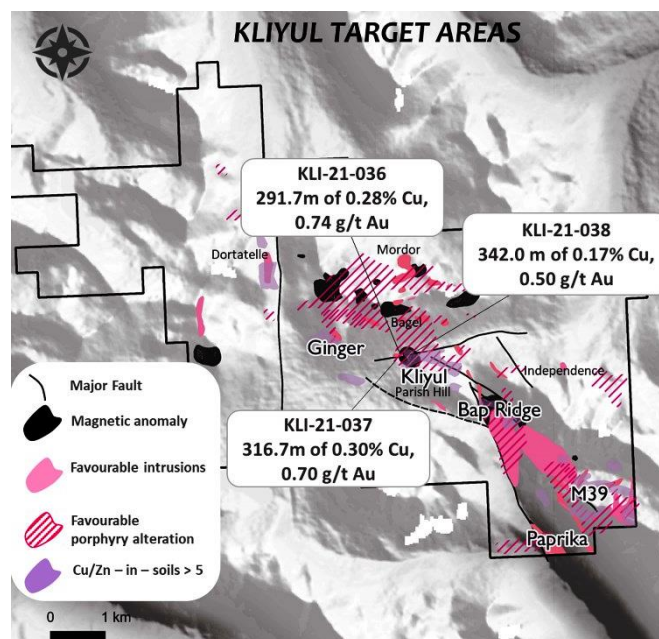 KLIYUL TARGET AREAS
KLI-21-036
291.7m of 0.28% Cu,
0.74 g/t Au
KLI-21-038
342.0 m of 0.17% Cu,
0.50 g/t Au
Dortatelle
Mordor
Bagel
Ginger
Kliyul
Parish Hill
Independence
Bap Ridge
KLI-21-037
316.7m of 0.30% Cu,
0.70 g/t Au
M39
Paprika
Major Fault
Magnetic anomaly
Favourable intrusions
Favourable
porphyry alteration
Cu/Zn – in – soils > 5
0 1 km